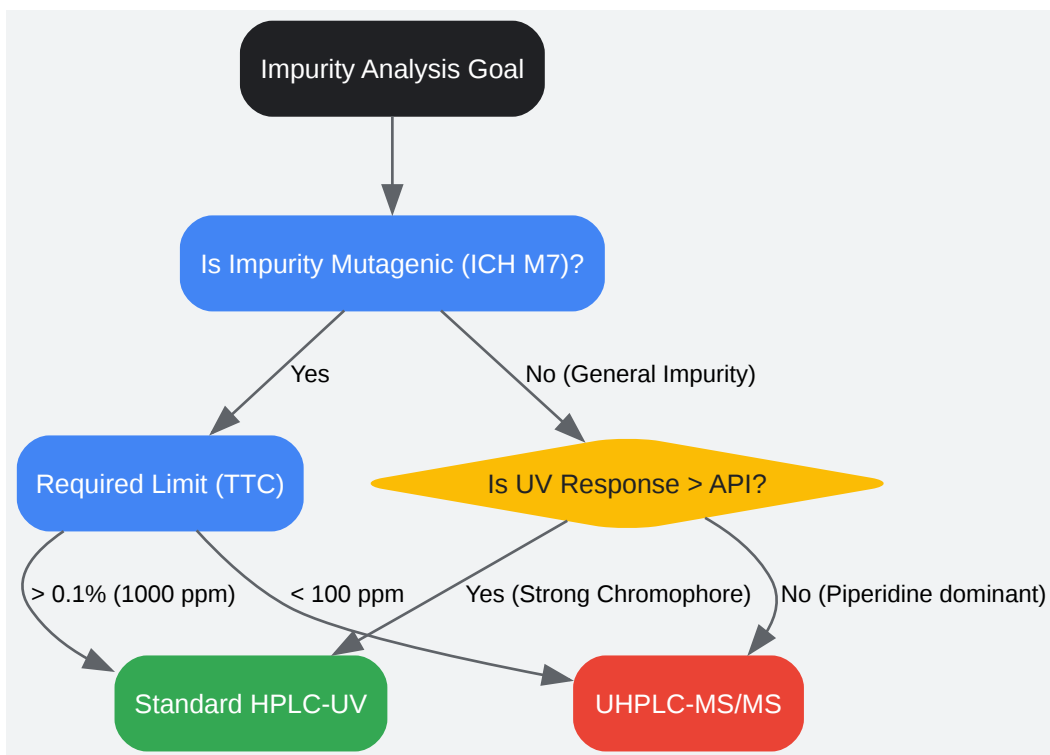 Impurity Analysis Goal
Is Impurity Mutagenic (ICH M7)?
Yes
No (General Impurity)
Required Limit (TTC)
Is UV Response > API?
> 0.1% (1000 ppm)
< 100 ppm
Yes (Strong Chromophore)
No (Piperidine dominant)
Standard HPLC-UV
UHPLC-MS/MS